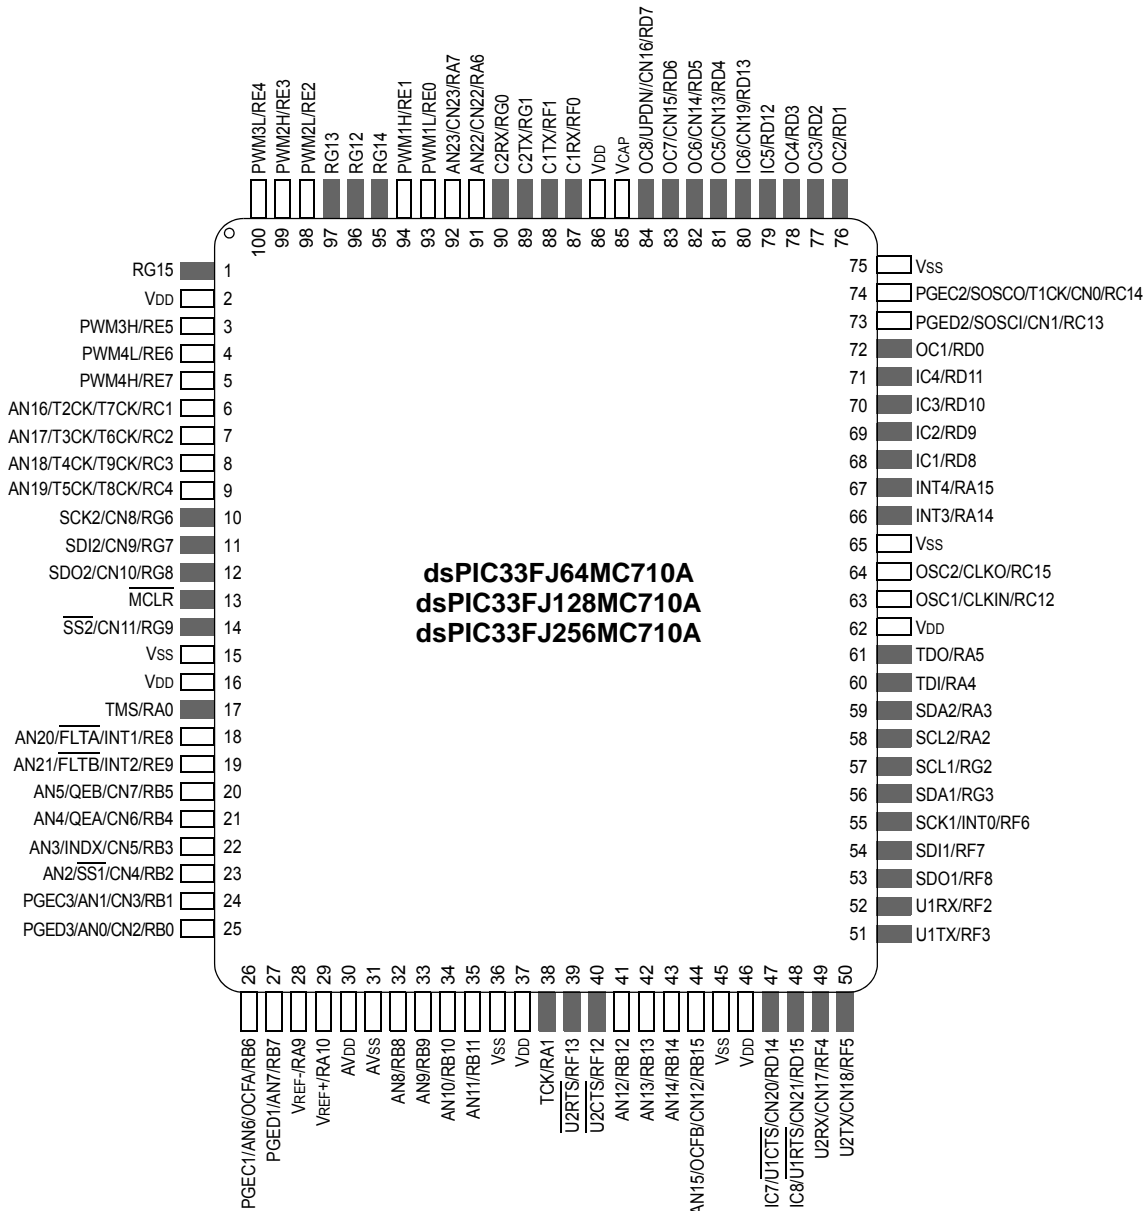 PWM3L/RE4
PWM2H/RE3
PWM2L/RE2
RG13
RG12
RG14
PWM1H/RE1
PWM1L/RE0
AN23/CN23/RA7
AN22/CN22/RA6
C2RX/RG0
C2TX/RG1
C1TX/RF1
C1RX/RF0
VDD
VCAP
OC8/UPDN//CN16/RD7
OC7/CN15/RD6
OC6/CN14/RD5
OC5/CN13/RD4
IC6/CN19/RD13
IC5/RD12
OC4/RD3
OC3/RD2
OC2/RD1
100 99 98 97 96 95 94 93 92 91 90 89 88 87 86 85 84 83 82 81 80 79 78 77 76
RG15 1
VDD 2
PWM3H/RE5 3
PWM4L/RE6 4
PWM4H/RE7 5
AN16/T2CK/T7CK/RC1 6
AN17/T3CK/T6CK/RC2 7
AN18/T4CK/T9CK/RC3 8
AN19/T5CK/T8CK/RC4 9
SCK2/CN8/RG6 10
SDI2/CN9/RG7 11
SDO2/CN10/RG8 12
MCLR 13
SS2/CN11/RG9 14
VSS 15
VDD 16
TMS/RA0 17
AN20/FLTA/INT1/RE8 18
AN21/FLTB/INT2/RE9 19
AN5/QEB/CN7/RB5 20
AN4/QEA/CN6/RB4 21
AN3/INDX/CN5/RB3 22
AN2/SS1/CN4/RB2 23
PGEC3/AN1/CN3/RB1 24
PGED3/AN0/CN2/RB0 25
dsPIC33FJ64MC710A
dsPIC33FJ128MC710A
dsPIC33FJ256MC710A
75 VSS
74 PGEC2/SOSCO/T1CK/CN0/RC14
73 PGED2/SOSCI/CN1/RC13
72 OC1/RD0
71 IC4/RD11
70 IC3/RD10
69 IC2/RD9
68 IC1/RD8
67 INT4/RA15
66 INT3/RA14
65 VSS
64 OSC2/CLKO/RC15
63 OSC1/CLKIN/RC12
62 VDD
61 TDO/RA5
60 TDI/RA4
59 SDA2/RA3
58 SCL2/RA2
57 SCL1/RG2
56 SDA1/RG3
55 SCK1/INT0/RF6
54 SDI1/RF7
53 SDO1/RF8
52 U1RX/RF2
51 U1TX/RF3
26 27 28 29 30 31 32 33 34 35 36 37 38 39 40 41 42 43 44 45 46 47 48 49 50
PGEC1/AN6/OCFA/RB6
PGED1/AN7/RB7
VREF-/RA9
VREF+/RA10
AVDD
AVSS
AN8/RB8
AN9/RB9
AN10/RB10
AN11/RB11
VSS
VDD
TCK/RA1
U2RTS/RF13
U2CTS/RF12
AN12/RB12
AN13/RB13
AN14/RB14
AN15/OCFB/CN12/RB15
VSS
VDD
IC7/U1CTS/CN20/RD14
IC8/U1RTS/CN21/RD15
U2RX/CN17/RF4
U2TX/CN18/RF5